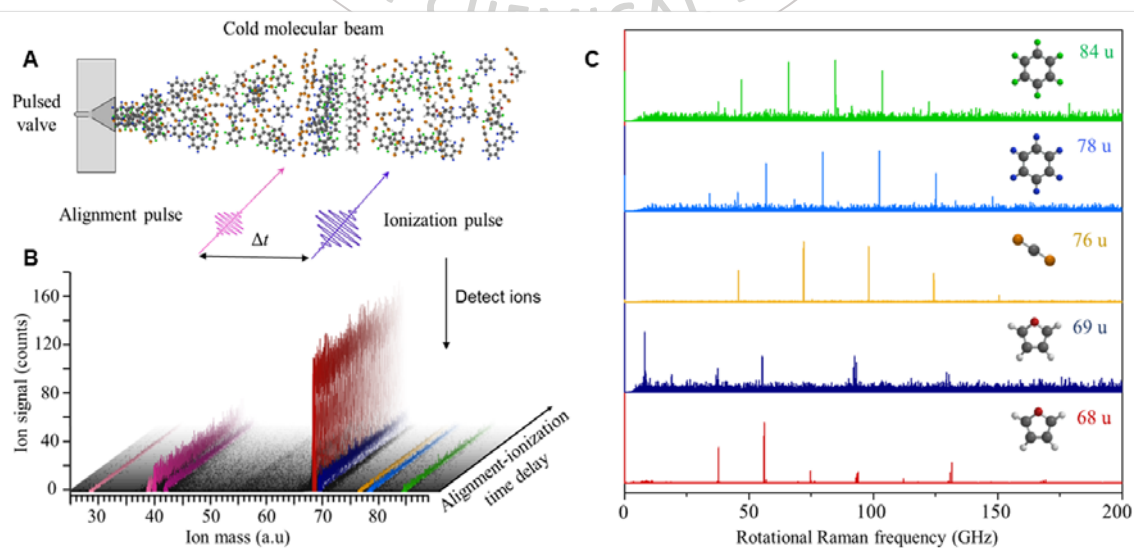 CHEMICAL
Cold molecular beam
A
Pulsed
valve
Alignment pulse
Ionization pulse
Δt
B
Detect ions
Ion signal (counts)
160
120
80
40
0
30 40 50 60 70 80
Ion mass (a.u)
Alignment-ionization
time delay
C
84 u
78 u
76 u
69 u
68 u
0 50 100 150 200
Rotational Raman frequency (GHz)